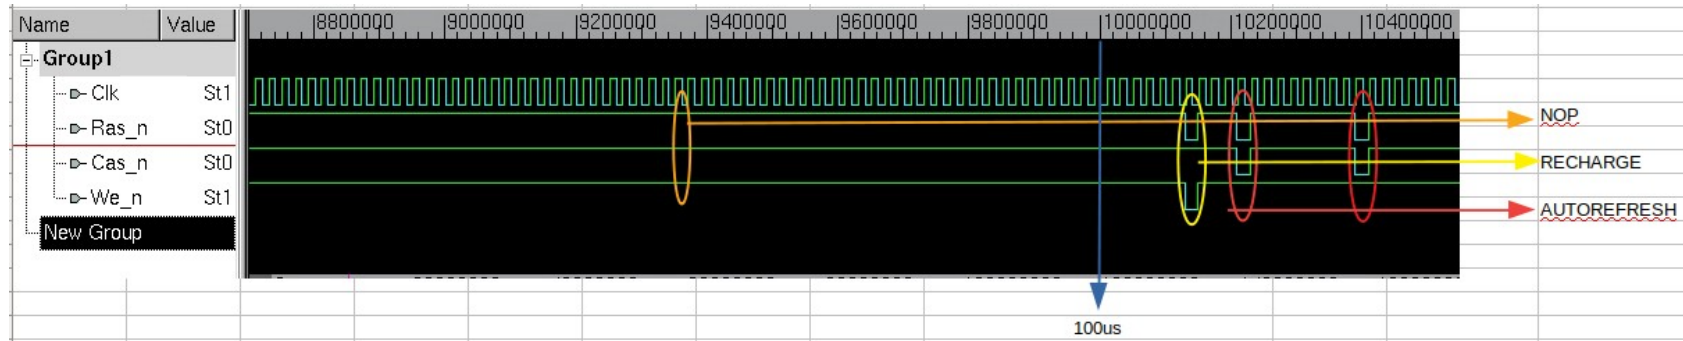 Name Value |8800000 |9000000 |9200000 |9400000 |9600000 |9800000 |10000000 |10200000 |10400000
Group1
Clk St1
Ras_n St0 NOP
Cas_n St0 RECHARGE
We_n St1 AUTOREFRESH
New Group
100us